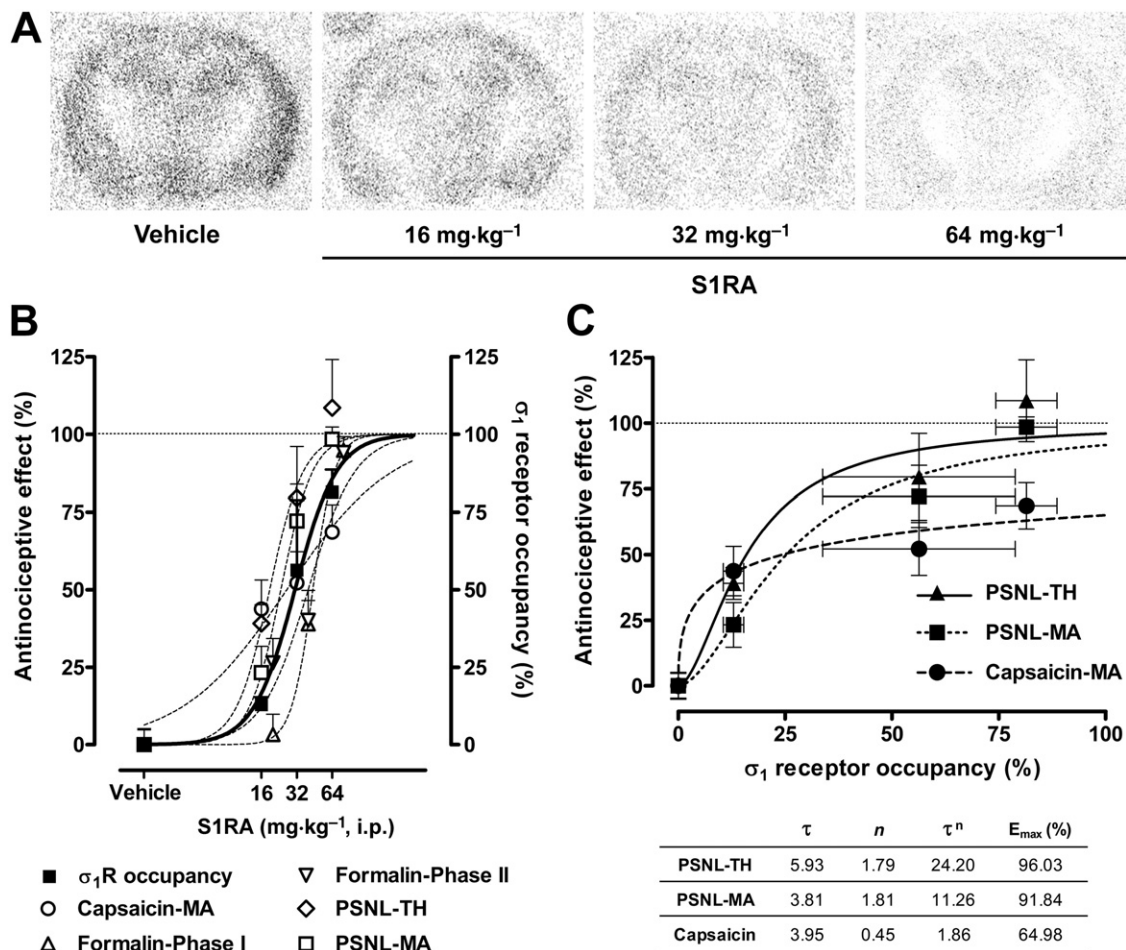 A
Vehicle
16 mg·kg⁻¹
32 mg·kg⁻¹
64 mg·kg⁻¹
S1RA
B
Antinociceptive effect (%)
125
100
75
50
25
0
125
100
75
50
25
0
σ₁ receptor occupancy (%)
Vehicle 16 32 64
S1RA (mg·kg⁻¹, i.p.)
σ₁R occupancy
Capsaicin-MA
Formalin-Phase I
Formalin-Phase II
PSNL-TH
PSNL-MA
C
Antinociceptive effect (%)
125
100
75
50
25
0
PSNL-TH
PSNL-MA
Capsaicin-MA
0 25 50 75 100
σ₁ receptor occupancy (%)
τ n τⁿ Eₘₐₓ (%)
PSNL-TH 5.93 1.79 24.20 96.03
PSNL-MA 3.81 1.81 11.26 91.84
Capsaicin 3.95 0.45 1.86 64.98